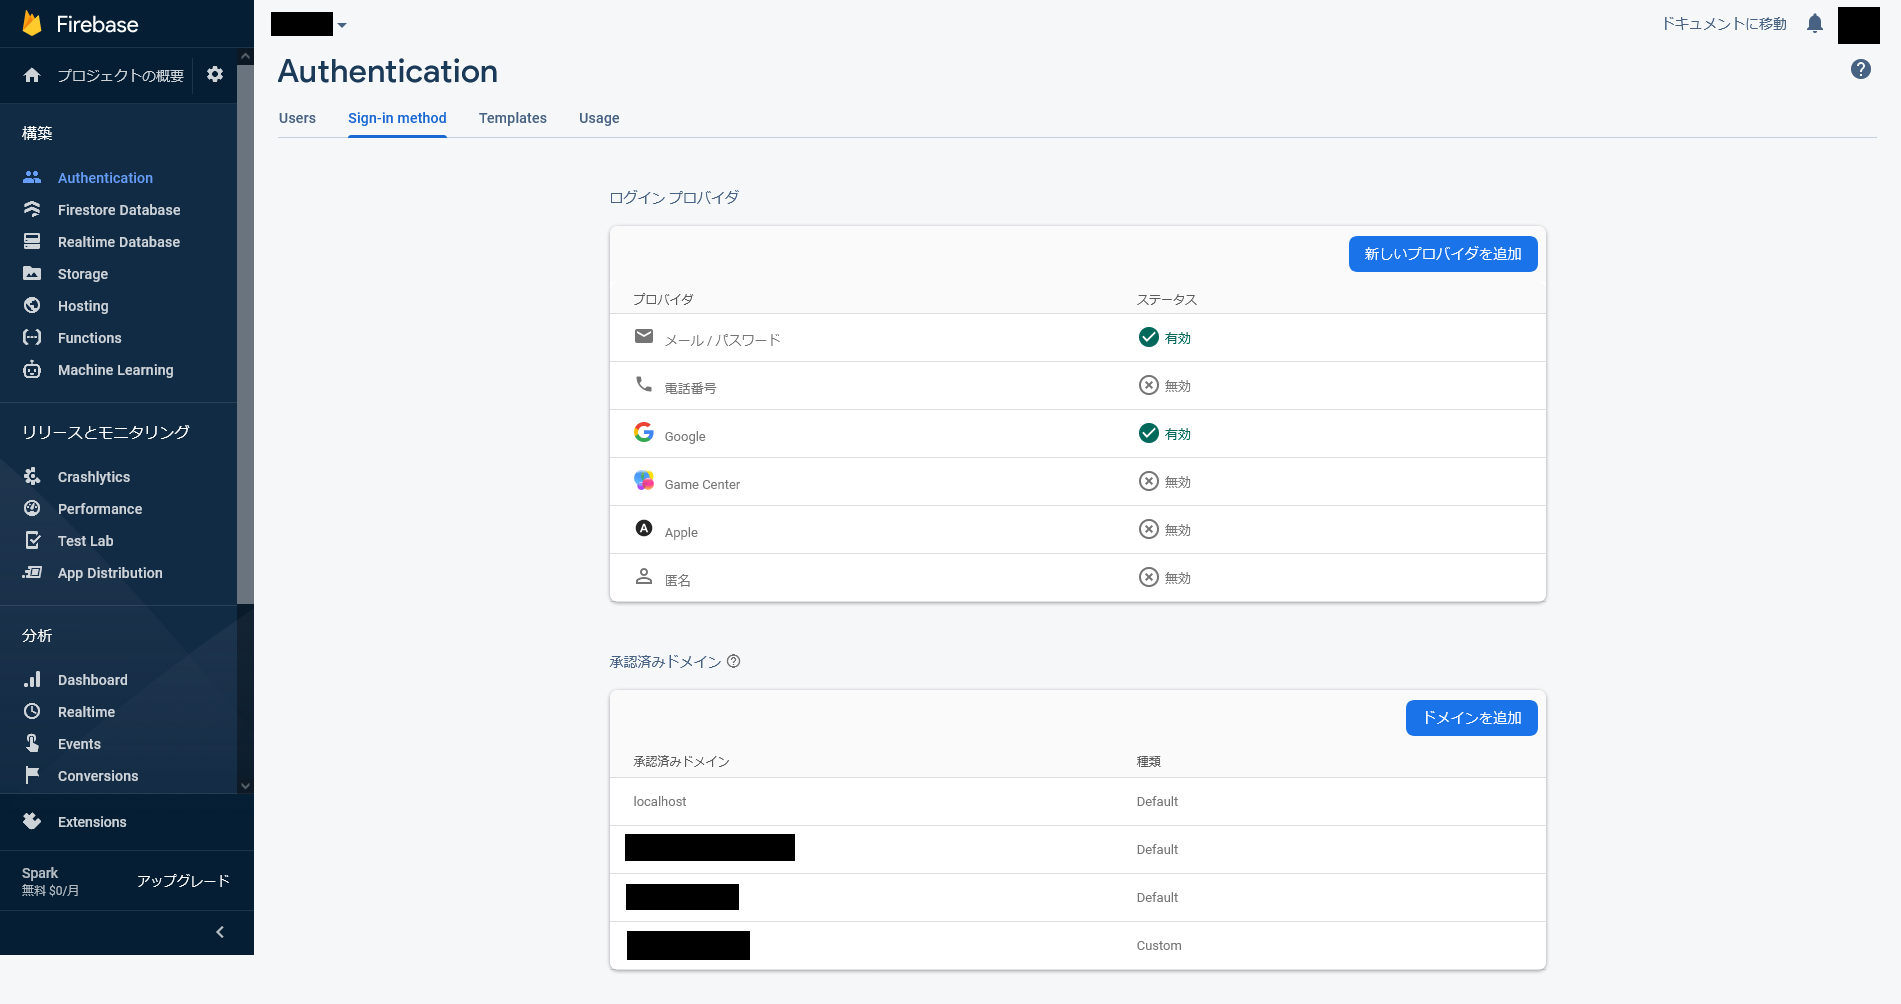 Firebase
プロジェクトの概要
構築
Authentication
Firestore Database
Realtime Database
Storage
Hosting
Functions
Machine Learning
リリースとモニタリング
Crashlytics
Performance
Test Lab
App Distribution
分析
Dashboard
Realtime
Events
Conversions
Extensions
Spark
無料 $0/月
アップグレード
ドキュメントに移動
Authentication
Users Sign-in method Templates Usage
ログイン プロバイダ
新しいプロバイダを追加
プロバイダ ステータス
メール / パスワード 有効
電話番号 無効
Google 有効
Game Center 無効
Apple 無効
匿名 無効
承認済みドメイン
ドメインを追加
承認済みドメイン 種類
localhost Default
Default
Default
Custom